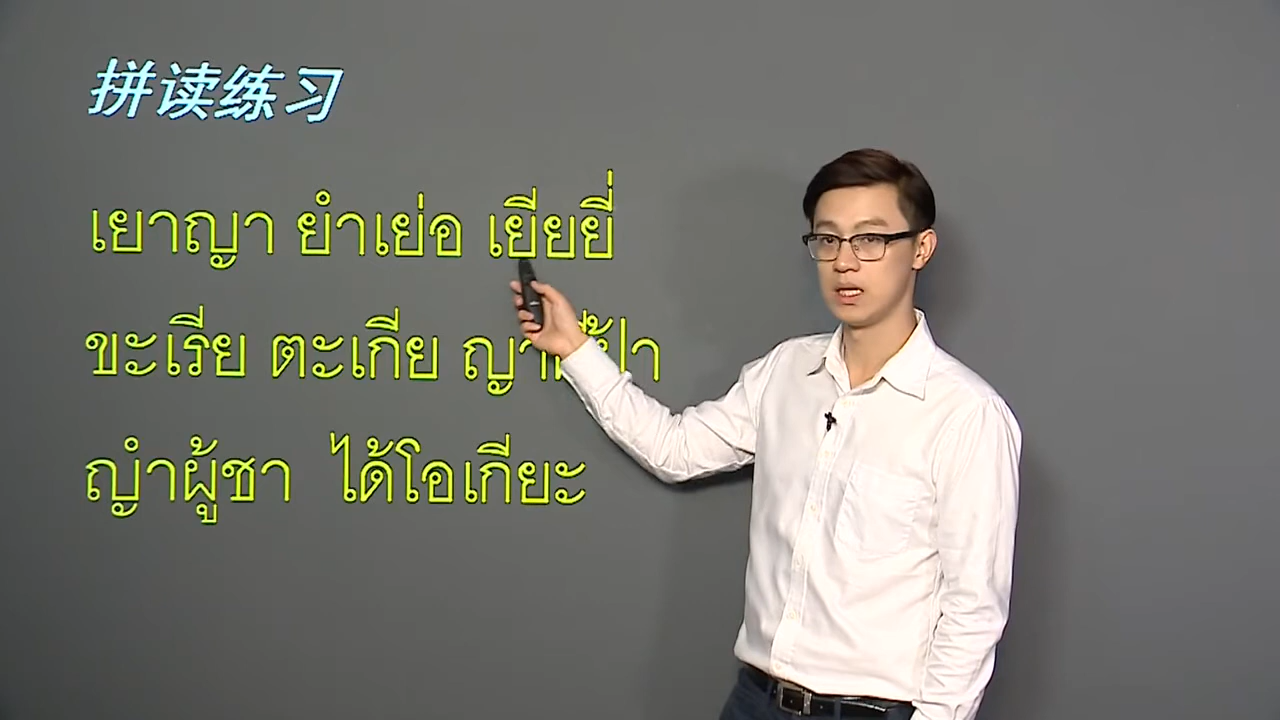 拼读练习
เยาญา ยำเย่อ เยียยี่
ขะเรีย ตะเกีย
ญำผู้ชา ได้โอเกียะ